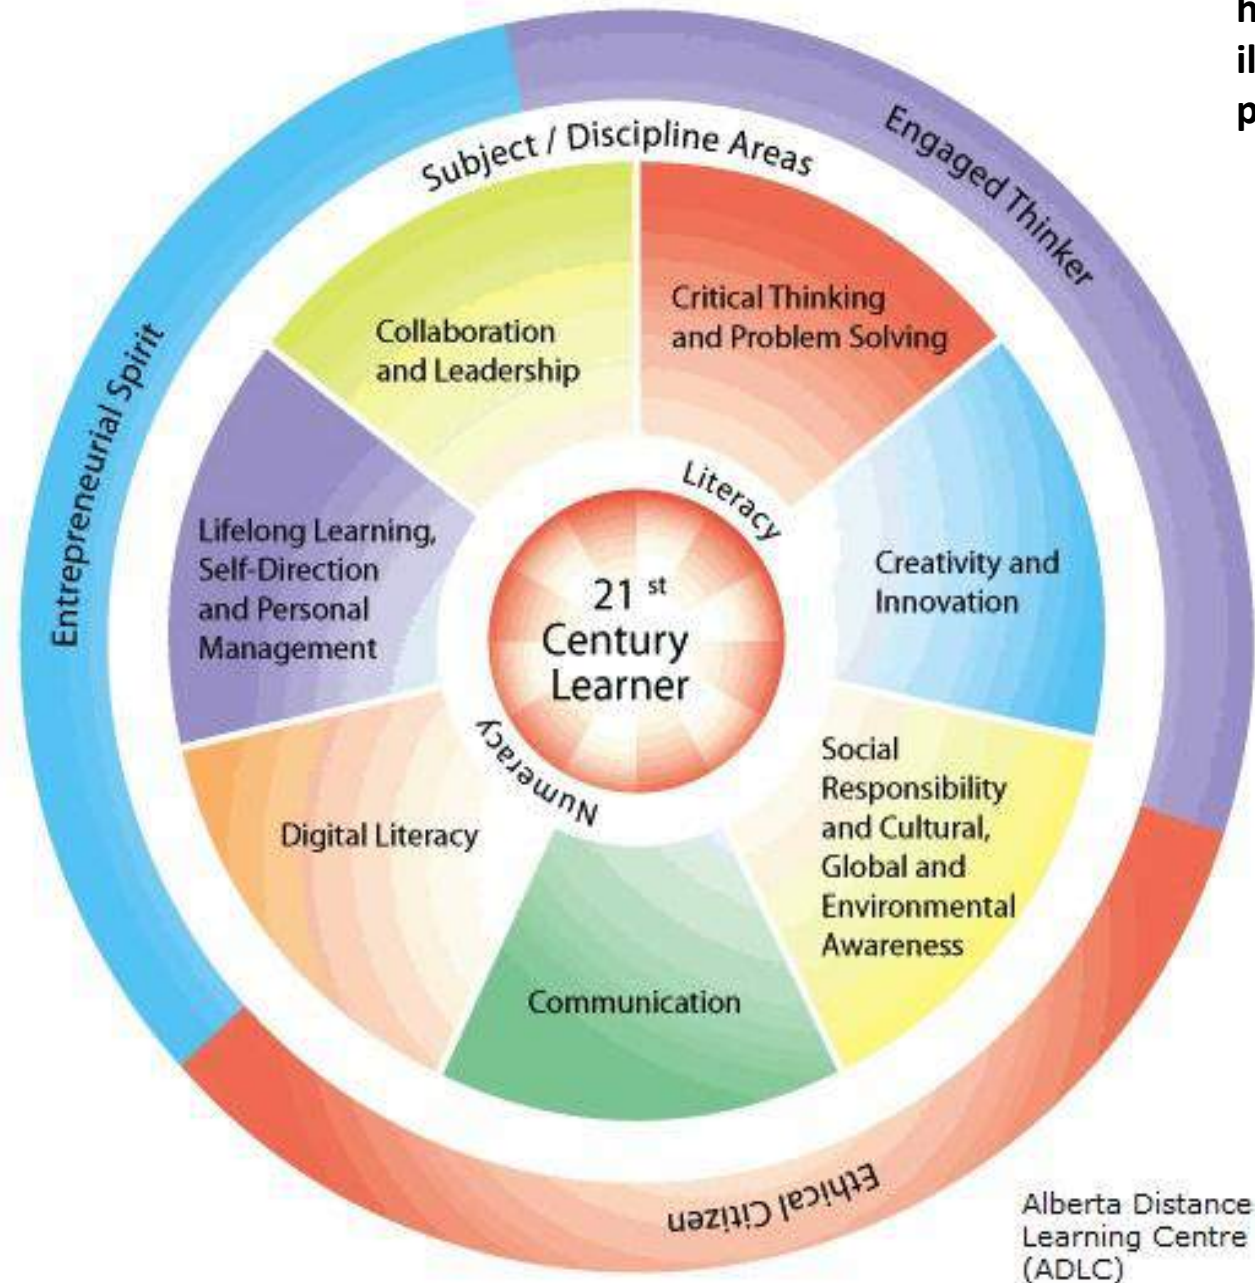 h
il
p
Engaged Thinker
Subject / Discipline Areas
Entrepreneurial Spirit
Collaboration
and Leadership
Critical Thinking
and Problem Solving
Literacy
Lifelong Learning,
Self-Direction
and Personal
Management
21 st
Century
Learner
Creativity and
Innovation
Numeracy
Digital Literacy
Social
Responsibility
and Cultural,
Global and
Environmental
Awareness
Communication
Ethical Citizen
Alberta Distance
Learning Centre
(ADLC)